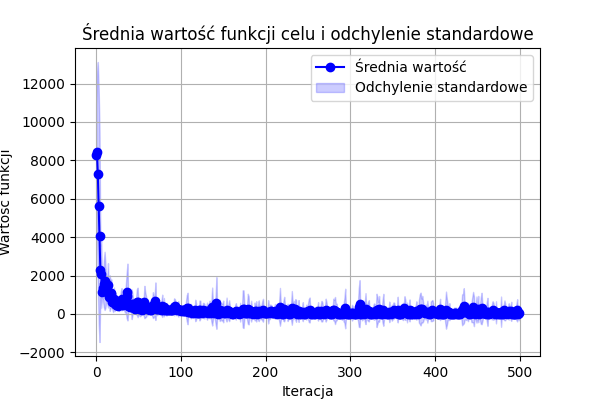 Średnia wartość funkcji celu i odchylenie standardowe
Średnia wartość
Odchylenie standardowe
Wartość funkcji
12000
10000
8000
6000
4000
2000
0
−2000
0 100 200 300 400 500
Iteracja